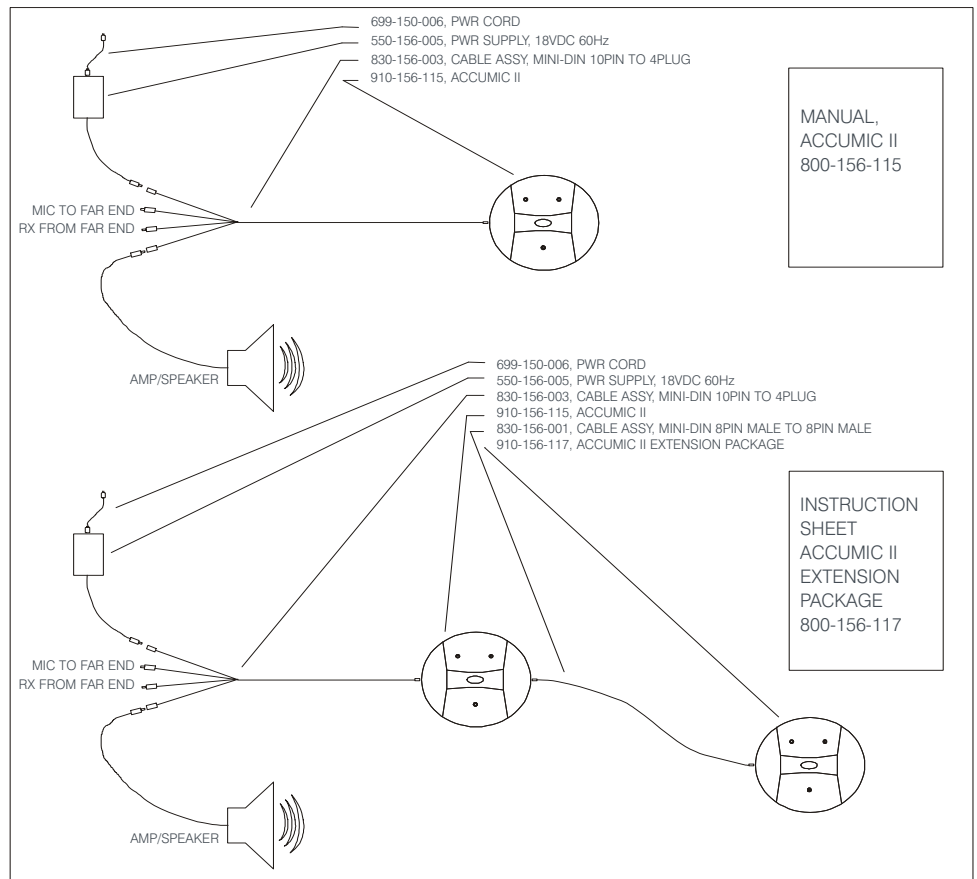 699-150-006, PWR CORD
550-156-005, PWR SUPPLY, 18VDC 60Hz
830-156-003, CABLE ASSY, MINI-DIN 10PIN TO 4PLUG
910-156-115, ACCUMIC II
MANUAL,
ACCUMIC II
800-156-115
MIC TO FAR END
RX FROM FAR END
AMP/SPEAKER
699-150-006, PWR CORD
550-156-005, PWR SUPPLY, 18VDC 60Hz
830-156-003, CABLE ASSY, MINI-DIN 10PIN TO 4PLUG
910-156-115, ACCUMIC II
830-156-001, CABLE ASSY, MINI-DIN 8PIN MALE TO 8PIN MALE
910-156-117, ACCUMIC II EXTENSION PACKAGE
INSTRUCTION
SHEET
ACCUMIC II
EXTENSION
PACKAGE
800-156-117
MIC TO FAR END
RX FROM FAR END
AMP/SPEAKER